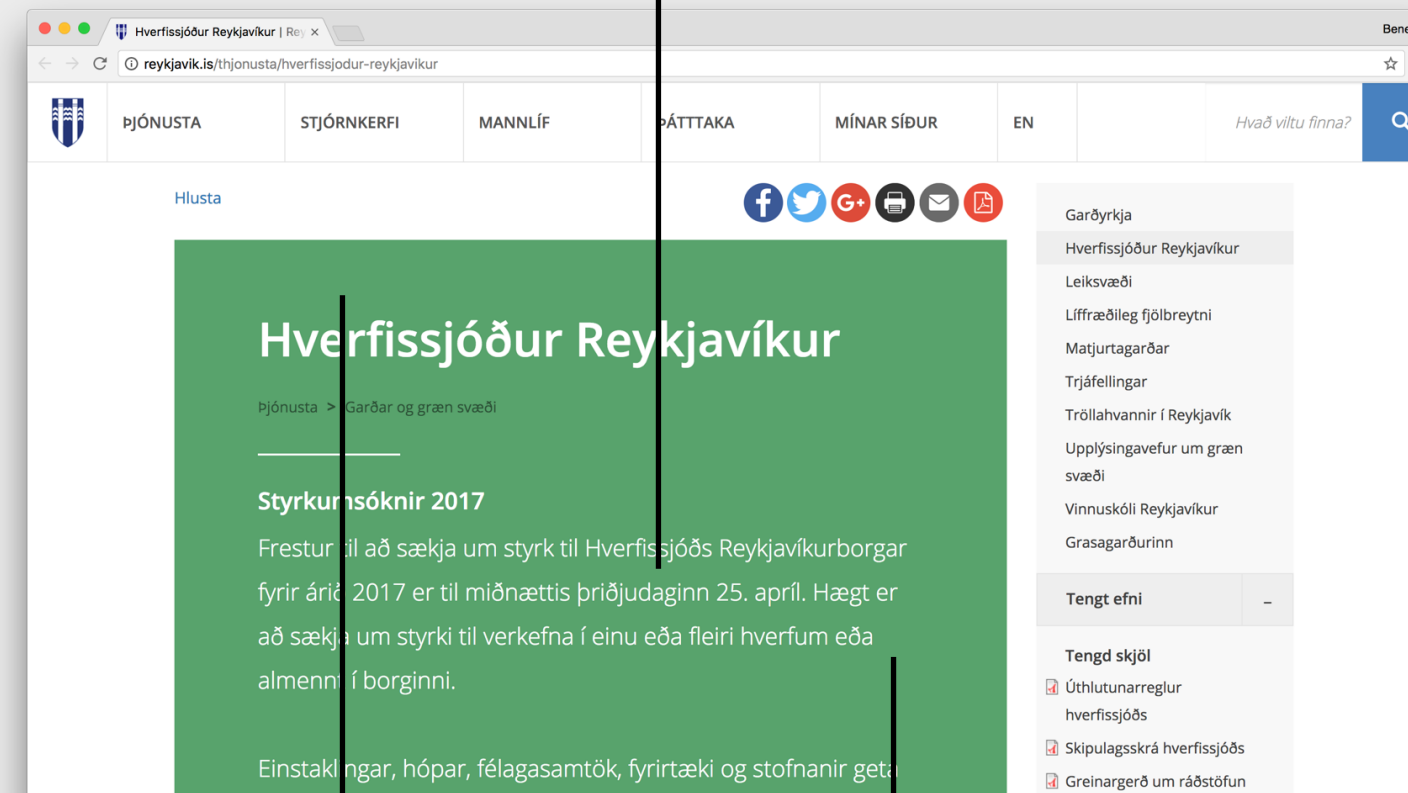 Hverfissjóður Reykjavíkur | Rey
Bene
reykjavik.is/thjonusta/hverfissjodur-reykjavikur
ÞJÓNUSTA STJÓRNKERFI MANNLÍF ÞÁTTTAKA MÍNAR SÍÐUR EN Hvað viltu finna?
Hlusta
Hverfissjóður Reykjavíkur
Þjónusta > Garðar og græn svæði
Styrkumsóknir 2017
Frestur til að sækja um styrk til Hverfissjóðs Reykjavíkurborgar
fyrir árið 2017 er til miðnættis þriðjudaginn 25. apríl. Hægt er
að sækja um styrki til verkefna í einu eða fleiri hverfum eða
almennt í borginni.
Einstaklingar, hópar, félagasamtök, fyrirtæki og stofnanir geta
Garðyrkja
Hverfissjóður Reykjavíkur
Leiksvæði
Líffræðileg fjölbreytni
Matjurtagarðar
Trjáfellingar
Tröllahvannir í Reykjavík
Upplýsingavefur um græn
svæði
Vinnuskóli Reykjavíkur
Grasagarðurinn
Tengt efni –
Tengd skjöl
Úthlutunarreglur
hverfissjóðs
Skipulagsskrá hverfissjóðs
Greinargerð um ráðstöfun